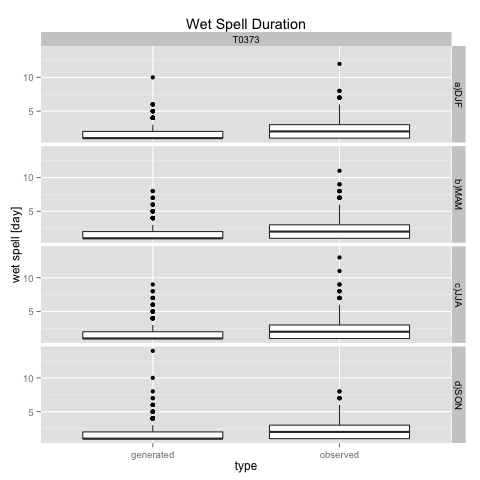 Wet Spell Duration
T0373
wet spell [day]
10
5
a)DJF
10
5
b)MAM
10
5
c)JJA
10
5
d)SON
generated observed
type